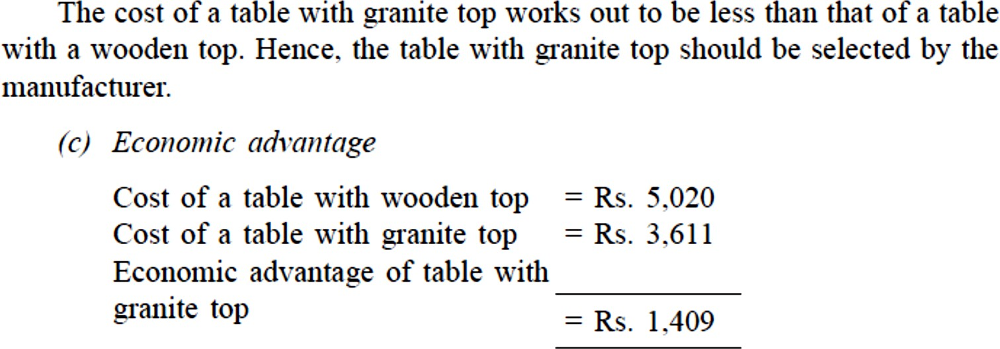 The cost of a table with granite top works out to be less than that of a table
with a wooden top. Hence, the table with granite top should be selected by the
manufacturer.
(c) Economic advantage
Cost of a table with wooden top = Rs. 5,020
Cost of a table with granite top = Rs. 3,611
Economic advantage of table with
granite top = Rs. 1,409